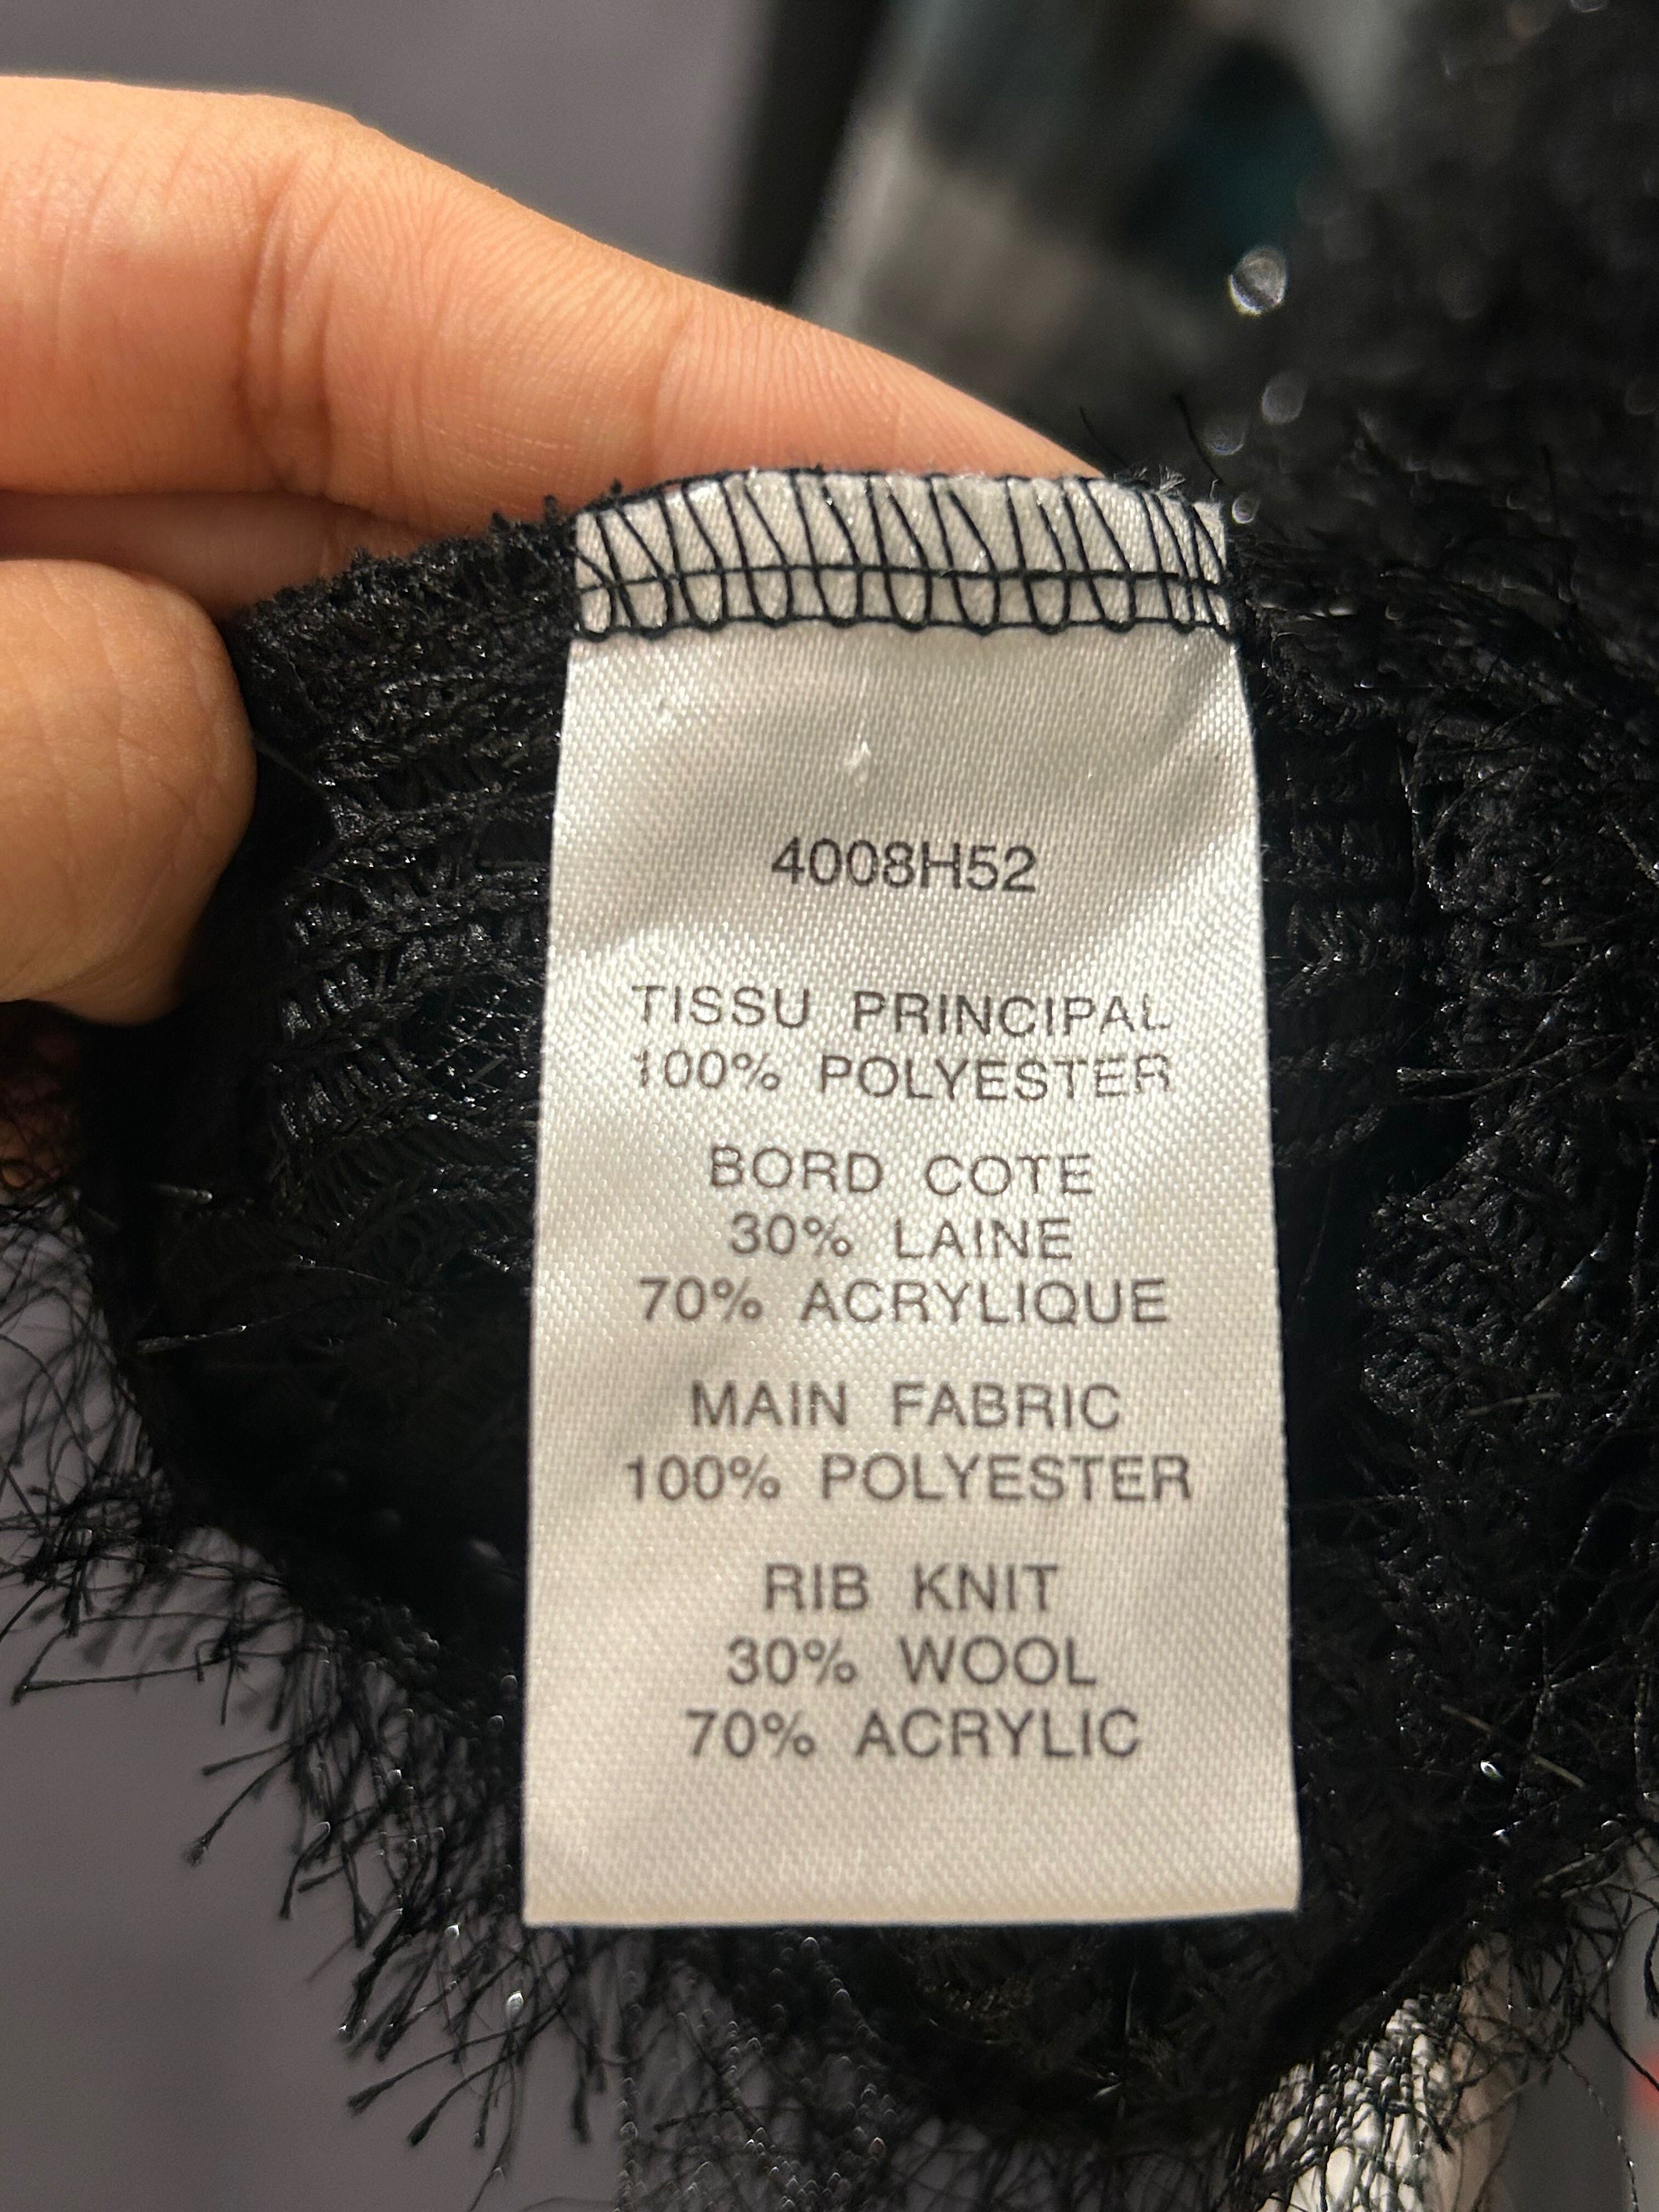 4008H52
TISSU PRINCIPAL
100% POLYESTER
BORD COTE
30% LAINE
70% ACRYLIQUE
MAIN FABRIC
100% POLYESTER
RIB KNIT
30% WOOL
70% ACRYLIC